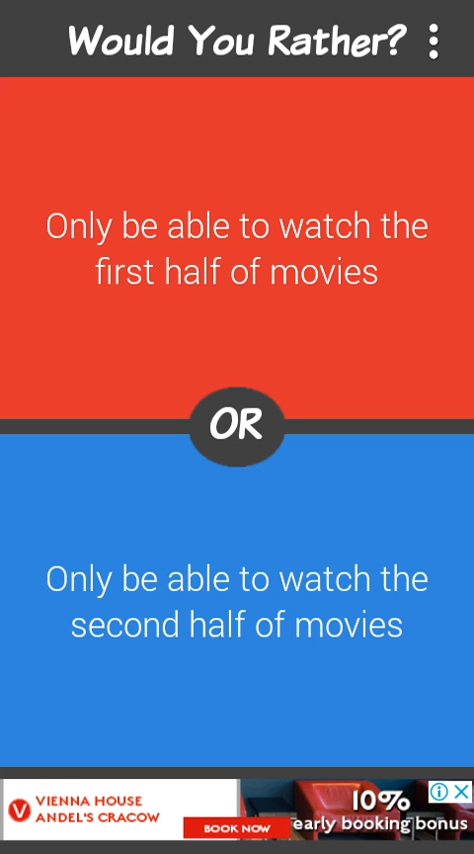 Would You Rather?
Only be able to watch the
first half of movies
OR
Only be able to watch the
second half of movies
VIENNA HOUSE
ANDEL'S CRACOW
BOOK NOW
10%
early booking bonus